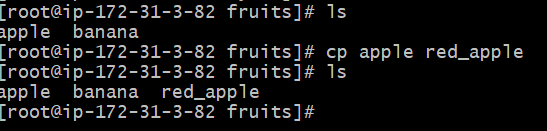 [root@ip-172-31-3-82 fruits]# ls
apple  banana
[root@ip-172-31-3-82 fruits]# cp apple red_apple
[root@ip-172-31-3-82 fruits]# ls
apple  banana  red_apple
[root@ip-172-31-3-82 fruits]#